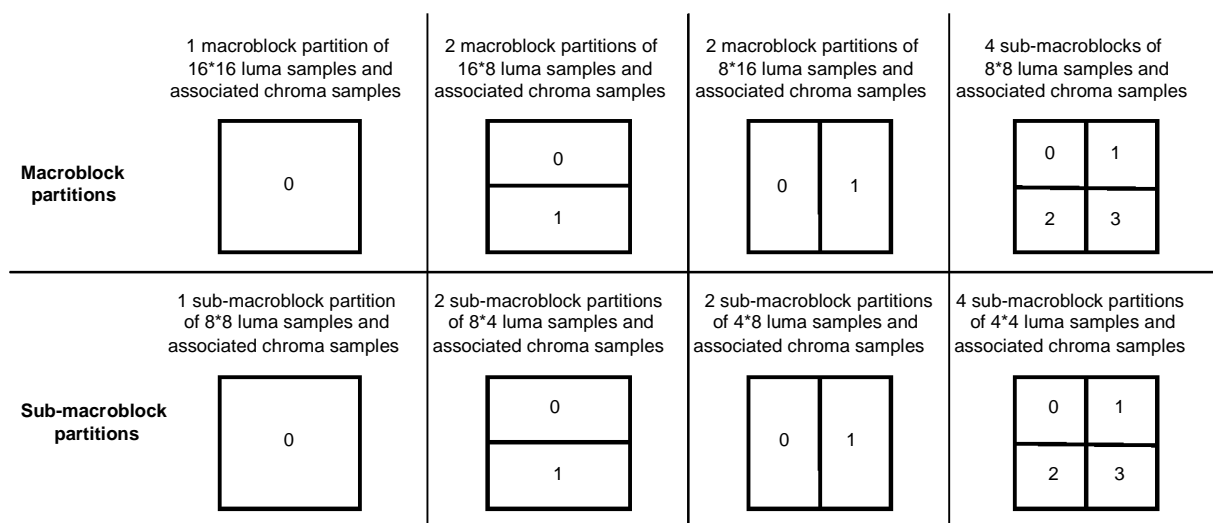 1 macroblock partition of
16*16 luma samples and
associated chroma samples
2 macroblock partitions of
16*8 luma samples and
associated chroma samples
2 macroblock partitions of
8*16 luma samples and
associated chroma samples
4 sub-macroblocks of
8*8 luma samples and
associated chroma samples
Macroblock
partitions
0
0
1
0 1
0 1
2 3
1 sub-macroblock partition
of 8*8 luma samples and
associated chroma samples
2 sub-macroblock partitions
of 8*4 luma samples and
associated chroma samples
2 sub-macroblock partitions
of 4*8 luma samples and
associated chroma samples
4 sub-macroblock partitions
of 4*4 luma samples and
associated chroma samples
Sub-macroblock
partitions
0
0
1
0 1
0 1
2 3